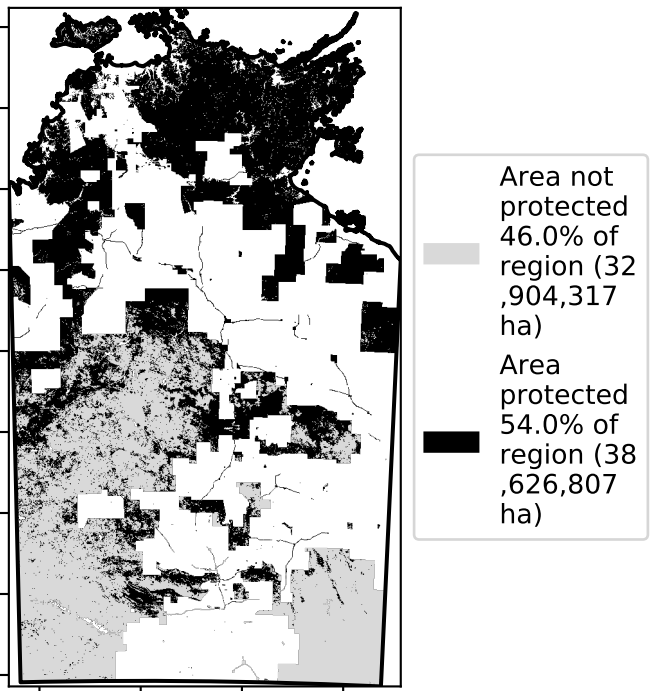 Area not
protected
46.0% of
region (32
,904,317
ha)
Area
protected
54.0% of
region (38
,626,807
ha)